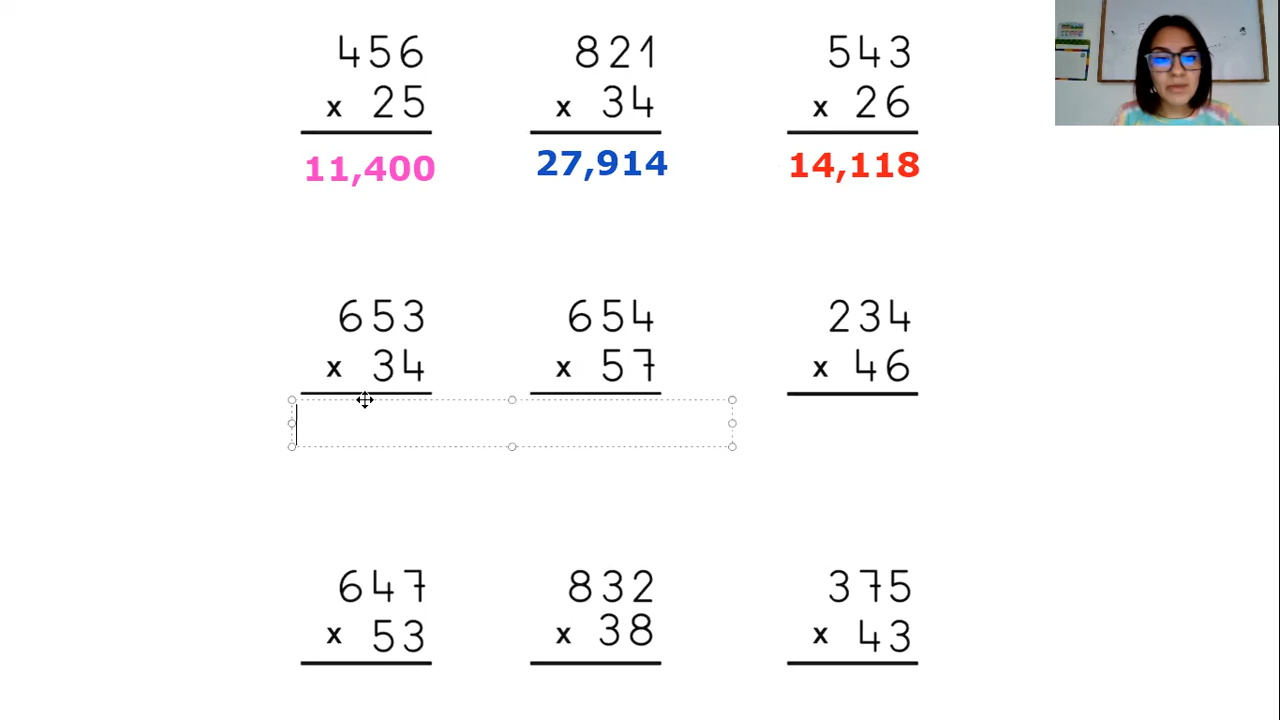 456 821 543
x 25 x 34 x 26
11,400 27,914 14,118
653 654 234
x 34 x 57 x 46
647 832 375
x 53 x 38 x 43